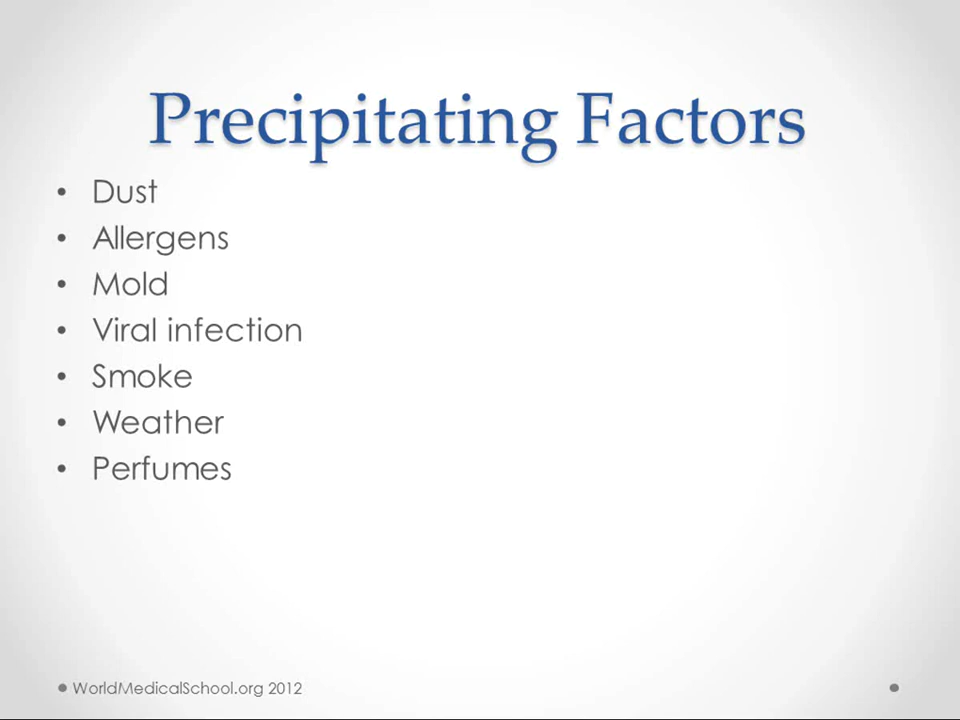 Precipitating Factors
• Dust
• Allergens
• Mold
• Viral infection
• Smoke
• Weather
• Perfumes
WorldMedicalSchool.org 2012